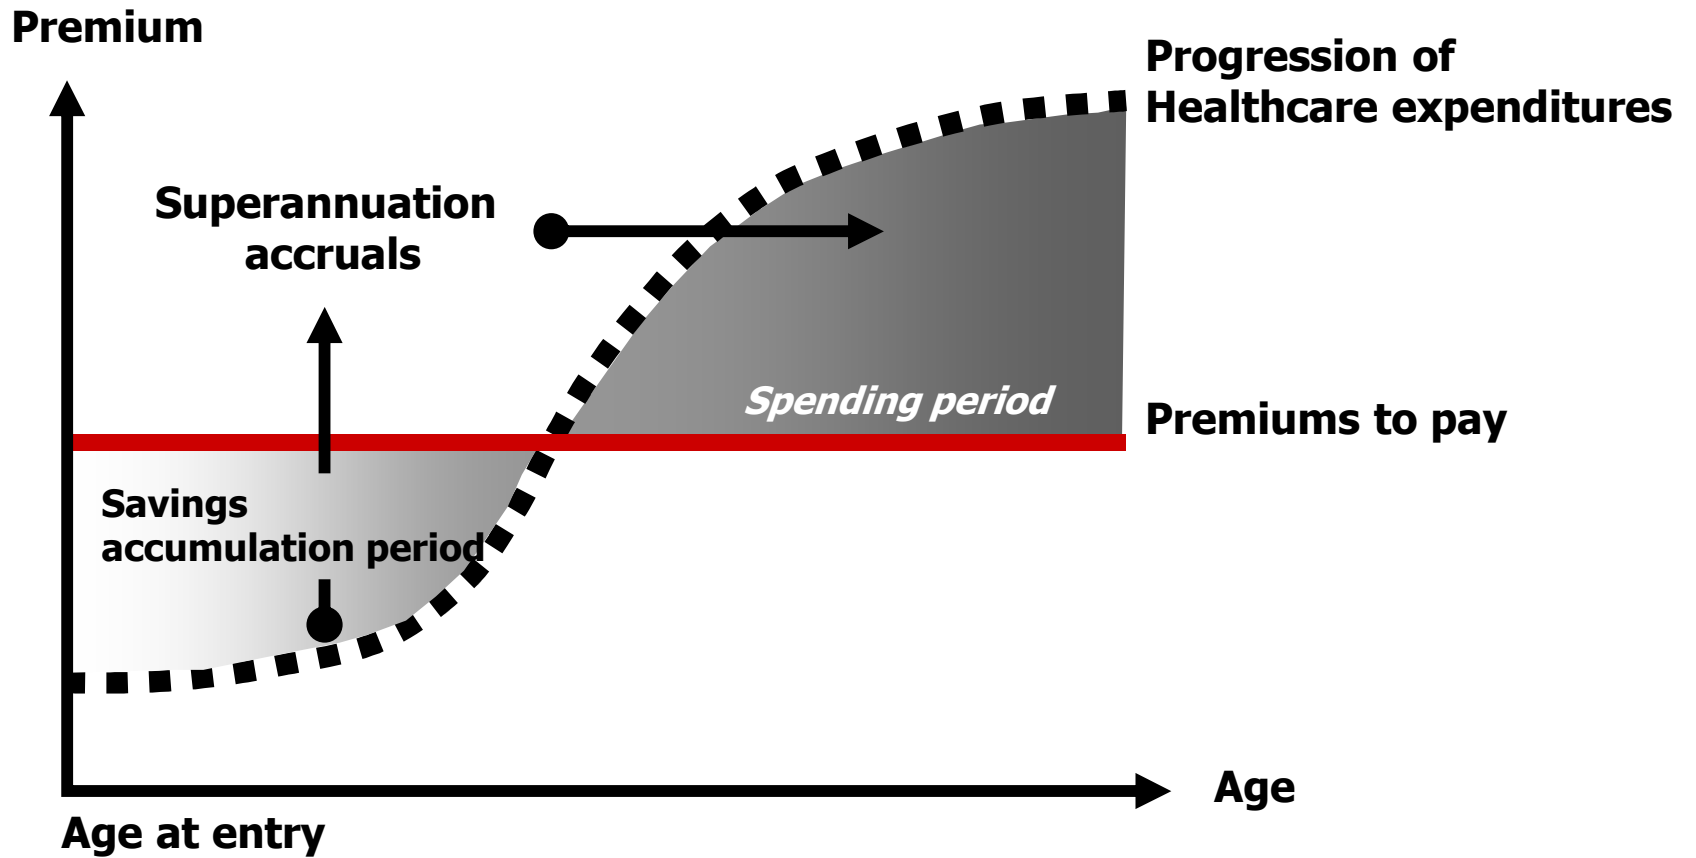 Premium
Progression of
Healthcare expenditures
Superannuation
accruals
Spending period
Premiums to pay
Savings
accumulation period
Age
Age at entry